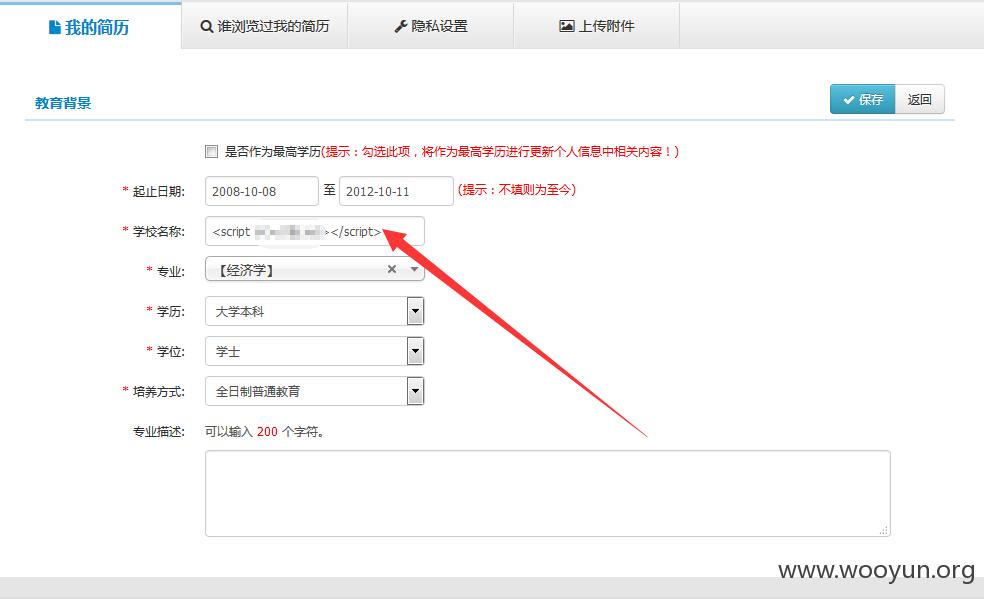 我的简历 谁浏览过我的简历 隐私设置 上传附件
教育背景 保存 返回
是否作为最高学历(提示：勾选此项，将作为最高学历进行更新个人信息中相关内容！)
* 起止日期: 2008-10-08 至 2012-10-11 (提示：不填则为至今)
* 学校名称: <script ></script>
* 专业: 【经济学】
* 学历: 大学本科
* 学位: 学士
* 培养方式: 全日制普通教育
专业描述: 可以输入 200 个字符。
www.wooyun.org